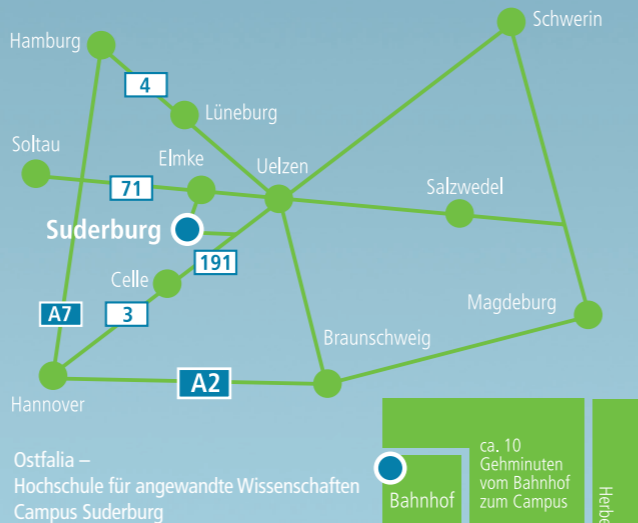 Schwerin
Hamburg
4
Lüneburg
Soltau
Elmke
Uelzen
71
Salzwedel
Suderburg
191
Celle
A7
3
Magdeburg
Braunschweig
A2
Hannover
Ostfalia –
Hochschule für angewandte Wissenschaften
Campus Suderburg
Bahnhof
ca. 10
Gehminuten
vom Bahnhof
zum Campus